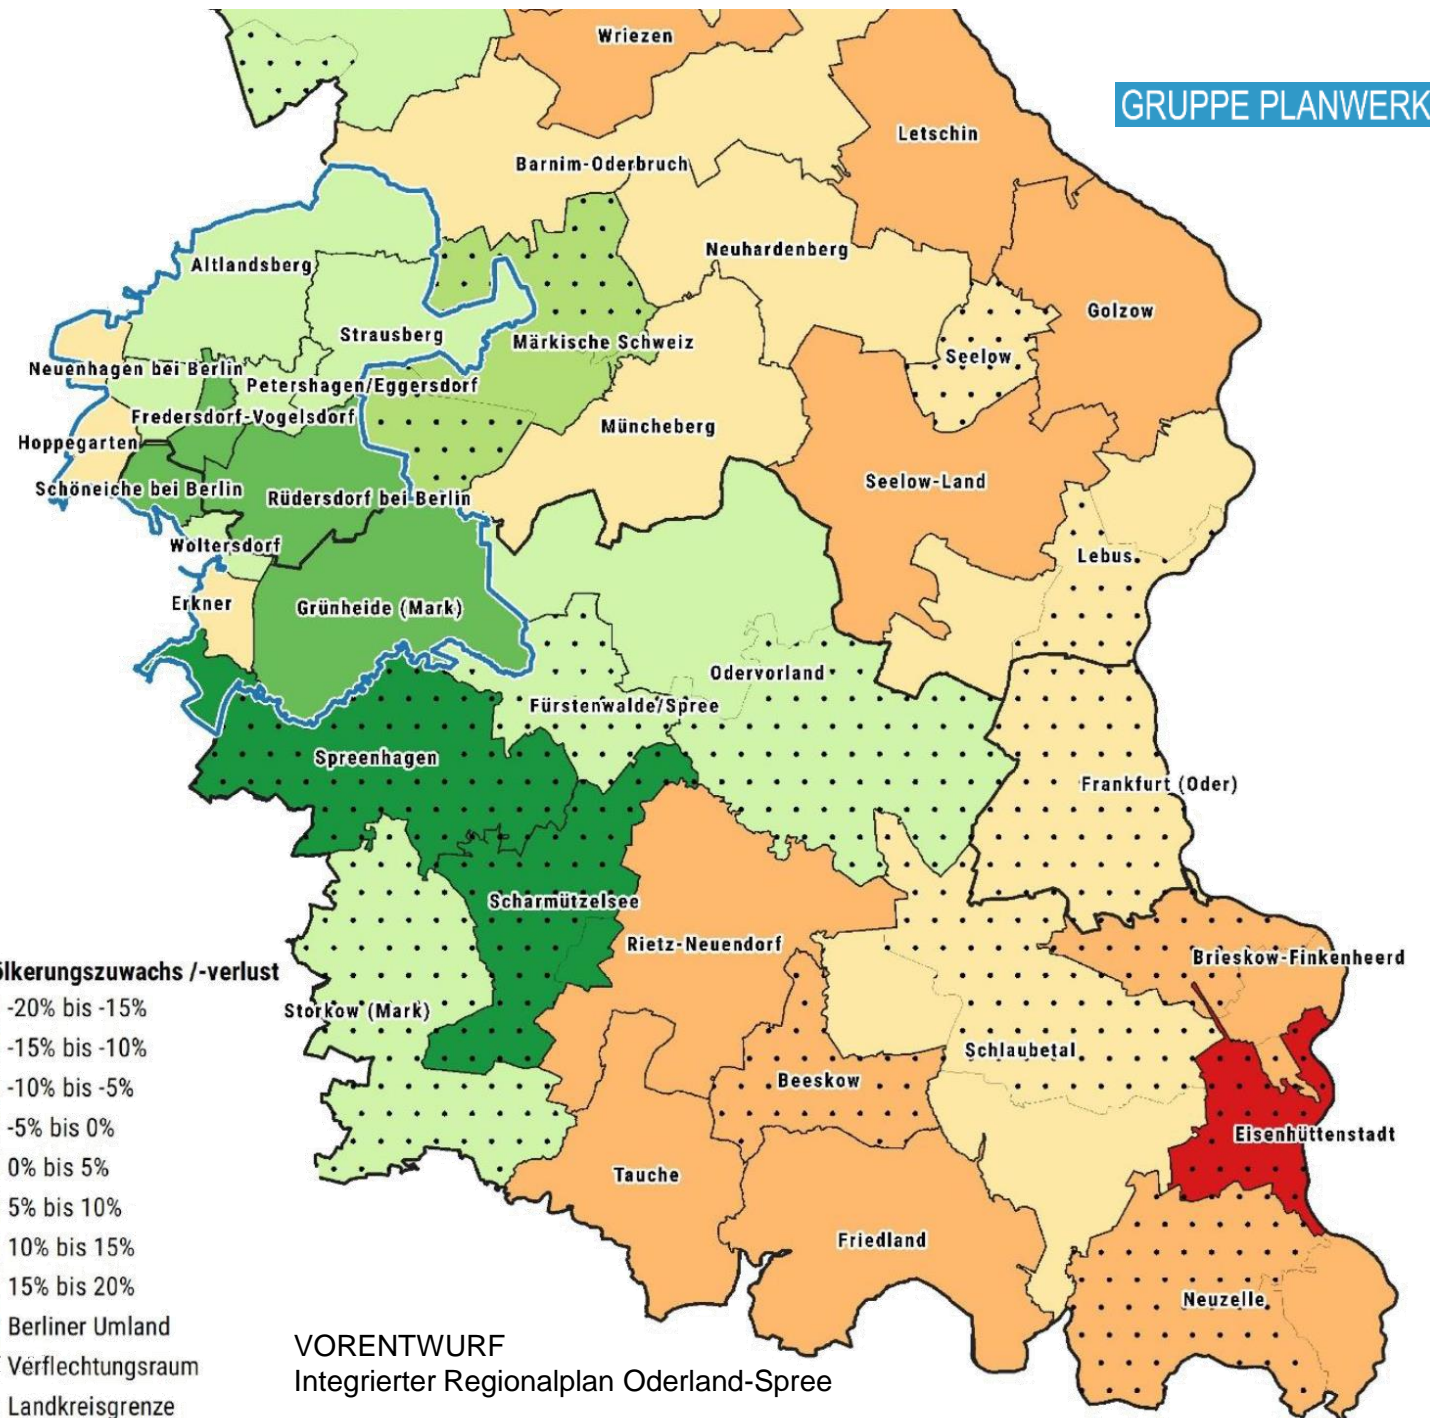 Wriezen
GRUPPE PLANWERK
Letschin
Barnim-Oderbruch
Neuhardenberg
Altlandsberg
Golzow
Strausberg
Märkische Schweiz
Seelow
Neuenhagen bei Berlin
Petershagen/Eggersdorf
Fredersdorf-Vogelsdorf
Müncheberg
Hoppegarten
Seelow-Land
Schöneiche bei Berlin
Rüdersdorf bei Berlin
Woltersdorf
Lebus
Erkner
Grünheide (Mark)
Odervorland
Fürstenwalde/Spree
Spreenhagen
Frankfurt (Oder)
Scharmützelsee
Rietz-Neuendorf
Brieskow-Finkenheerd
Storkow (Mark)
Schlaubetal
Beeskow
Eisenhüttenstadt
Tauche
Friedland
Neuzelle
ölkerungszuwachs /-verlust
-20% bis -15%
-15% bis -10%
-10% bis -5%
-5% bis 0%
0% bis 5%
5% bis 10%
10% bis 15%
15% bis 20%
Berliner Umland
Verflechtungsraum
Landkreisgrenze
VORENTWURF
Integrierter Regionalplan Oderland-Spree